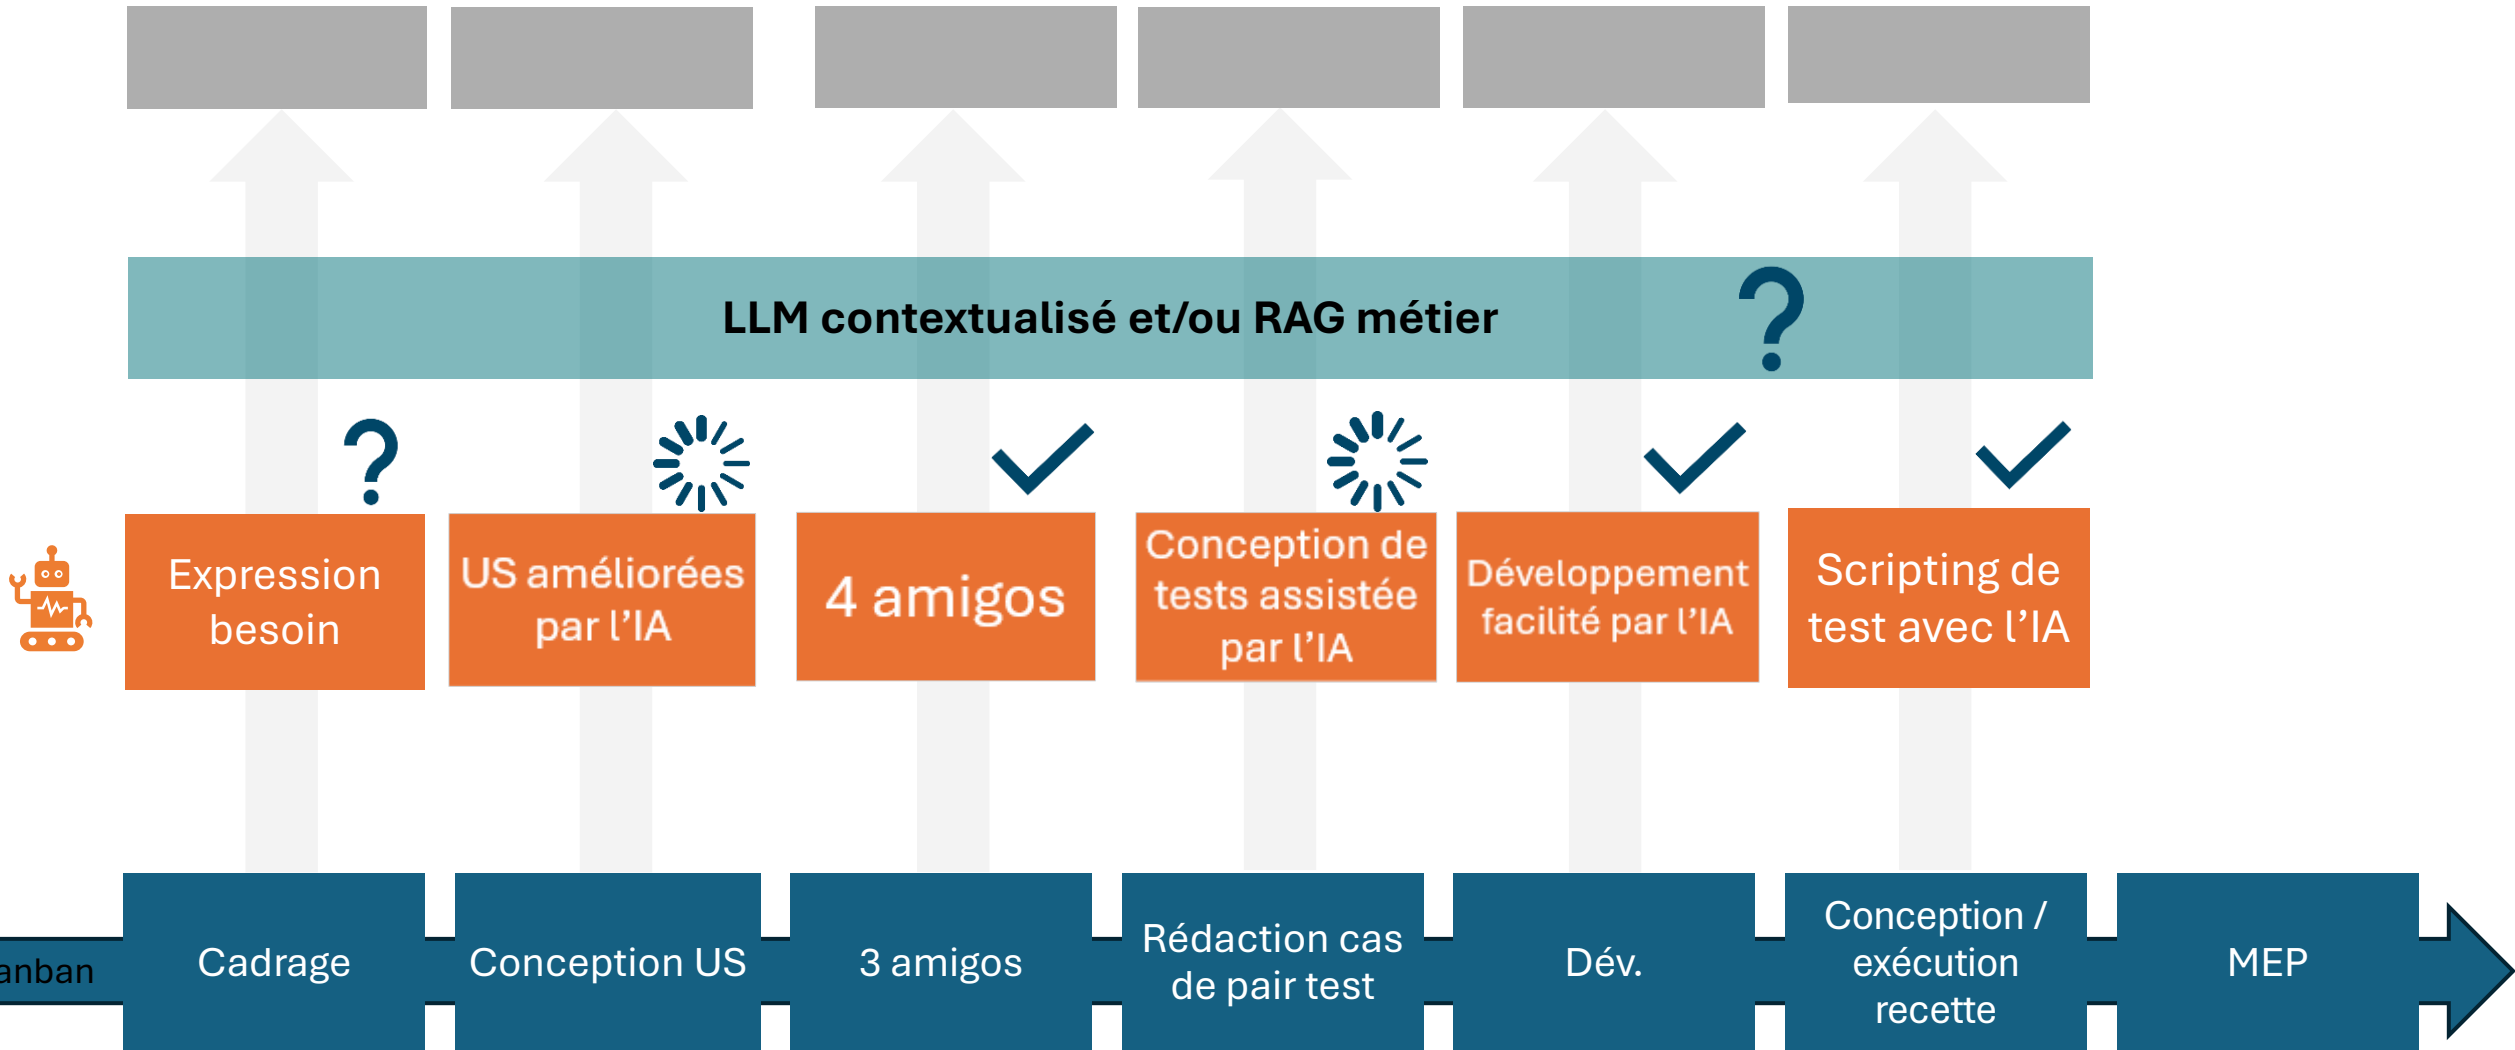 LLM contextualisé et/ou RAG métier
Expression
besoin
US améliorées
par l’IA
4 amigos
Conception de
tests assistée
par l’IA
Développement
facilité par l’IA
Scripting de
test avec l’IA
anban
Cadrage
Conception US
3 amigos
Rédaction cas
de pair test
Dév.
Conception /
exécution
recette
MEP